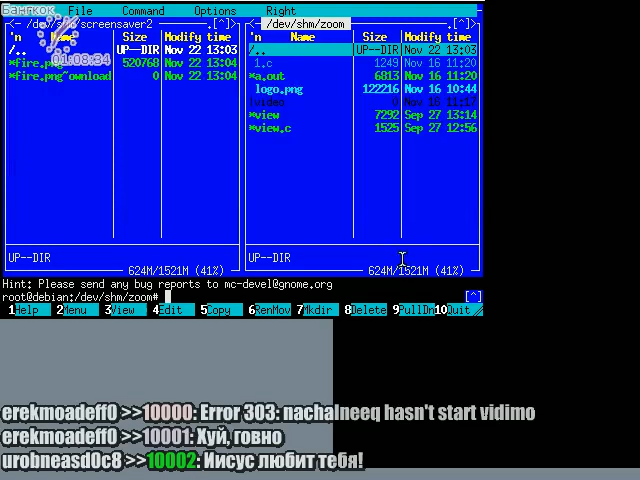 Бангкок
File Command Options Right
<- /dev/shm/screensaver2 .[^]> <- /dev/shm/zoom .[^]>
'n Name Size Modify time 'n Name Size Modify time
/.. UP--DIR Nov 22 13:03 /.. UP--DIR Nov 22 13:03
*fire.png 520768 Nov 22 13:04 1.c 1249 Nov 16 11:20
*fire.png~ownload 0 Nov 22 13:04 *a.out 6813 Nov 16 11:20
01:08:34
logo.png 122216 Nov 16 10:44
video 0 Nov 16 11:17
*view 7292 Sep 27 13:14
*view.c 1525 Sep 27 12:56
UP--DIR UP--DIR
624M/1521M (41%) 624M/1521M (41%)
Hint: Please send any bug reports to mc-devel@gnome.org
root@debian:/dev/shm/zoom# [^]
1Help 2Menu 3View 4Edit 5Copy 6RenMov 7Mkdir 8Delete 9PullDn 10Quit
erekmoadeff0 >>10000: Error 303: nachalneeq hasn't start vidimo
erekmoadeff0 >>10001: Хуй, говно
urobneasd0c8 >>10002: Иисус любит тебя!